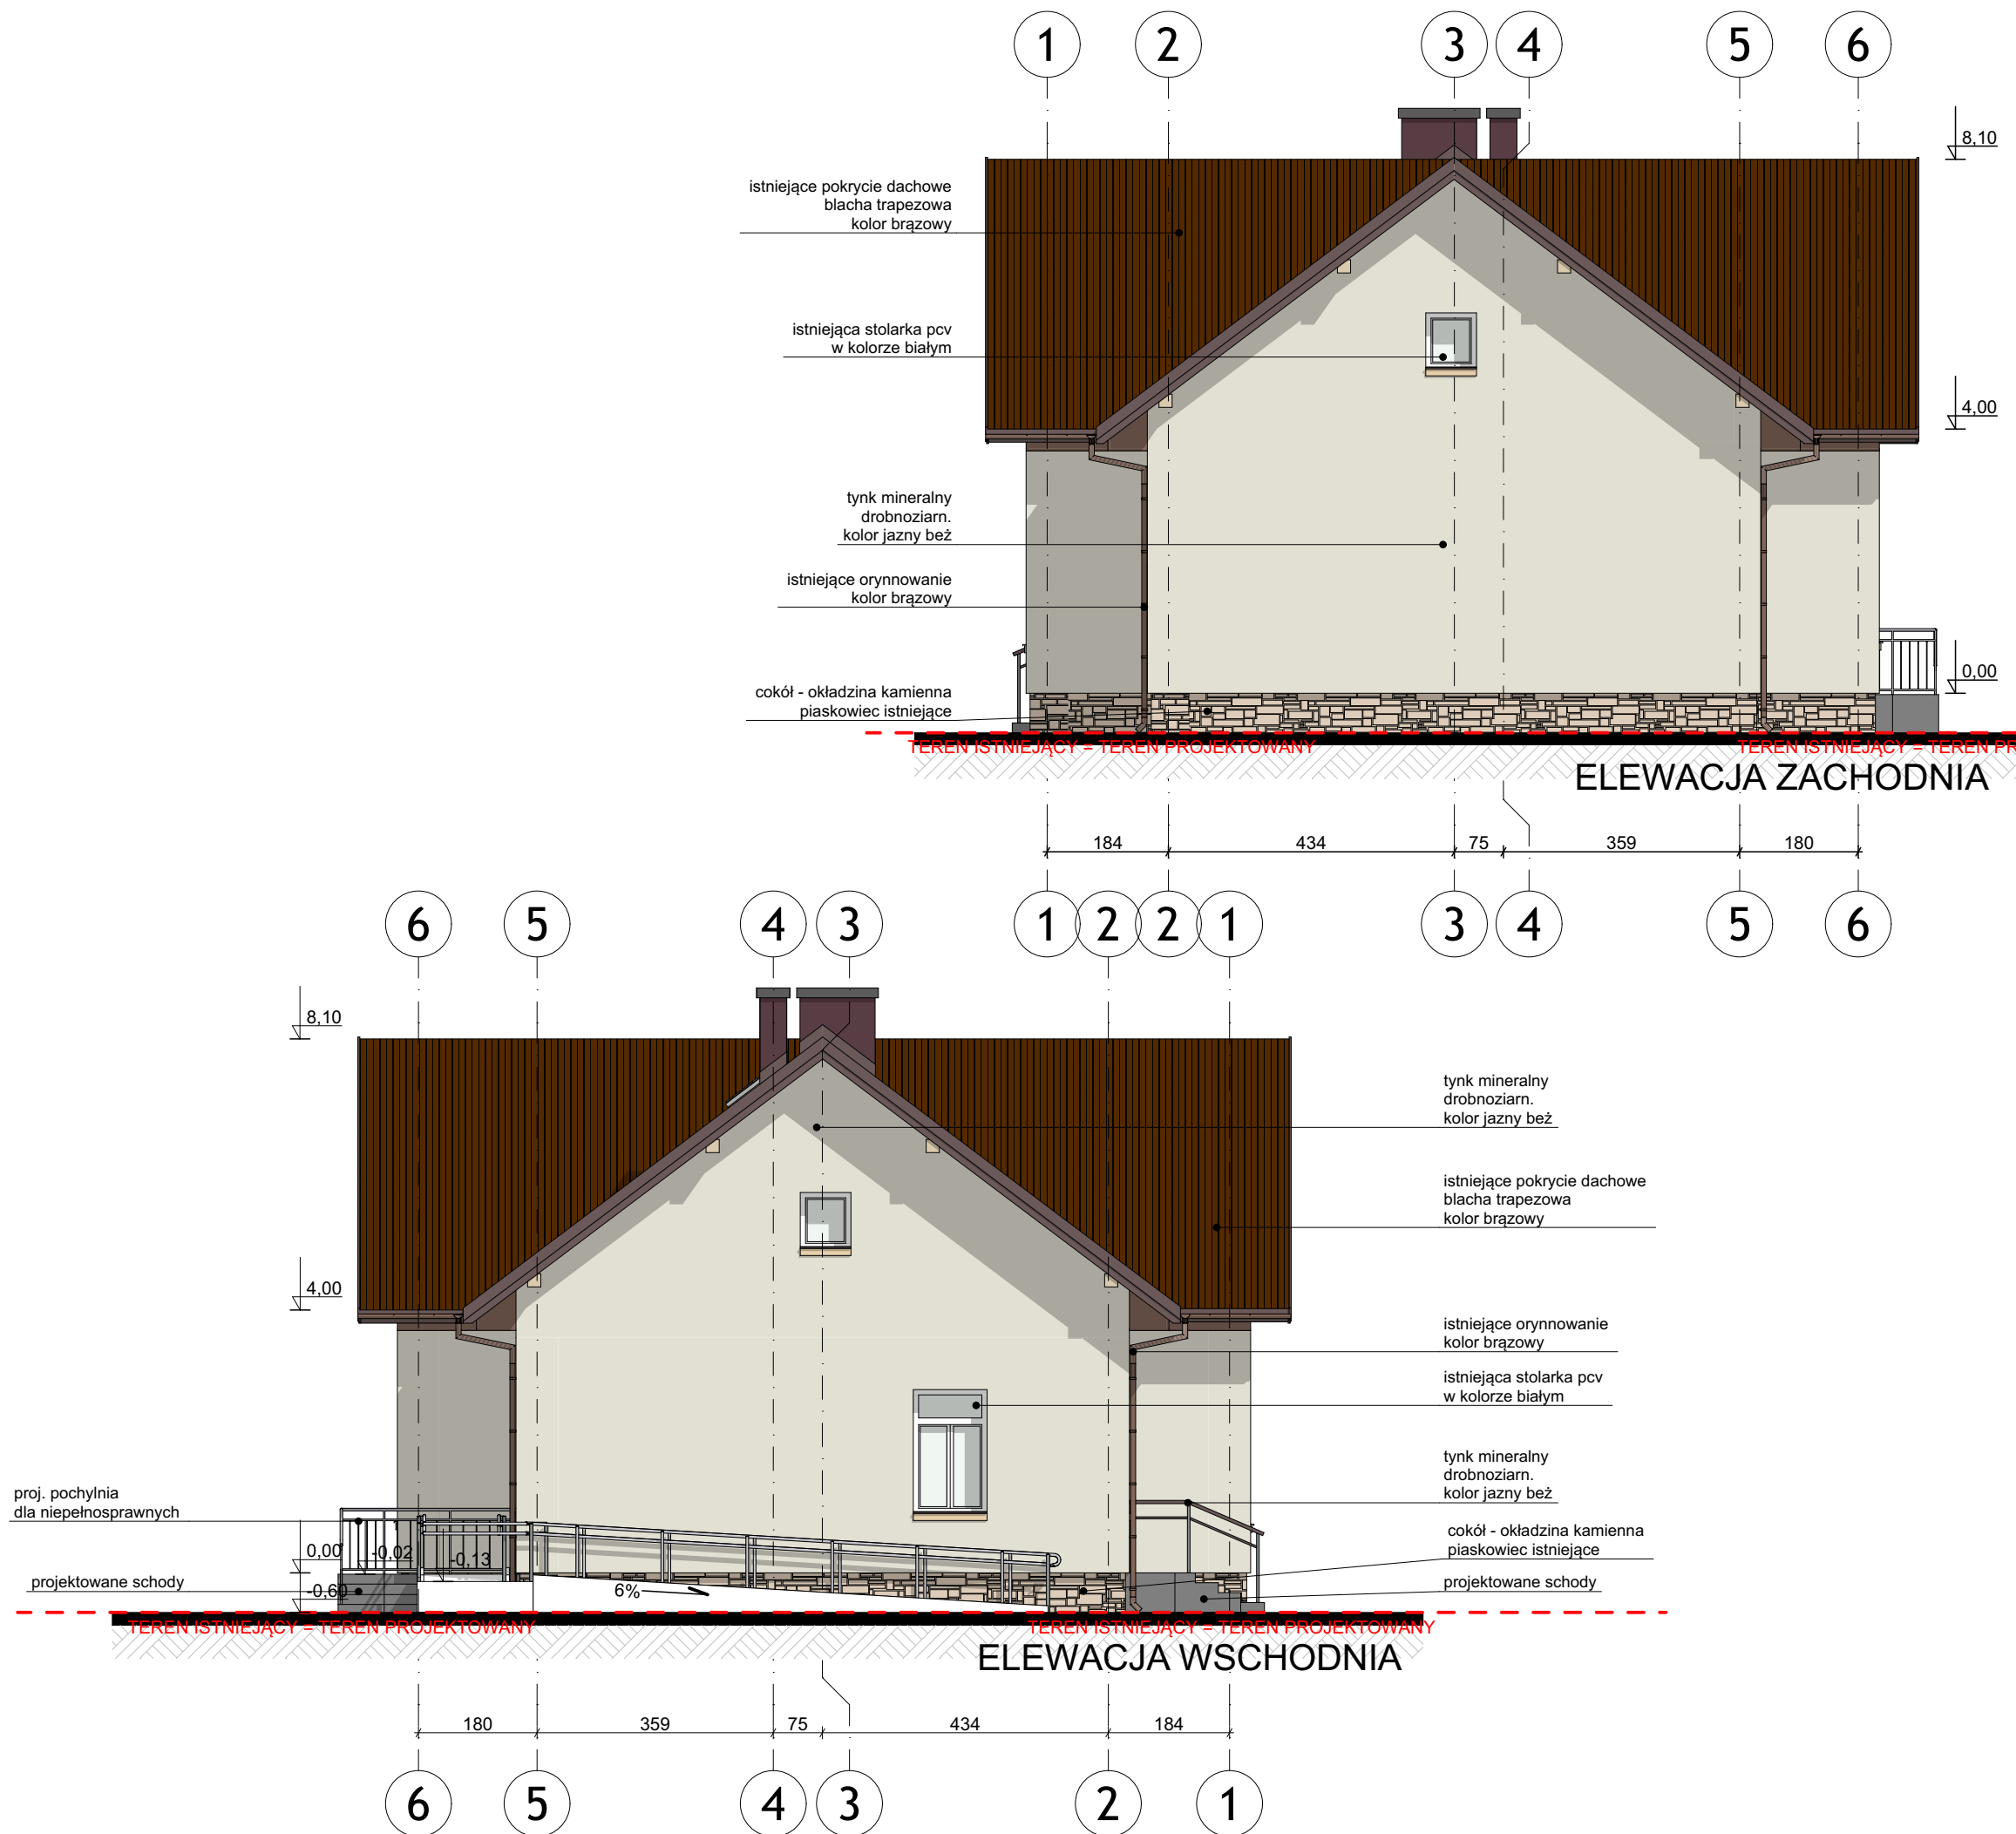 1 2 3 4 5 6
8,10
istniejące pokrycie dachowe
blacha trapezowa
kolor brązowy
istniejąca stolarka pcv
w kolorze białym
4,00
tynk mineralny
drobnoziarn.
kolor jazny beż
istniejące orynnowanie
kolor brązowy
0,00
cokół - okładzina kamienna
piaskowiec istniejące
TEREN ISTNIEJĄCY = TEREN PROJEKTOWANY
TEREN ISTNIEJĄCY = TEREN PR
ELEWACJA ZACHODNIA
184 434 75 359 180
1 2 3 4 5 6
6 5 4 3 2 1
8,10
tynk mineralny
drobnoziarn.
kolor jazny beż
istniejące pokrycie dachowe
blacha trapezowa
kolor brązowy
4,00
istniejące orynnowanie
kolor brązowy
istniejąca stolarka pcv
w kolorze białym
tynk mineralny
drobnoziarn.
kolor jazny beż
proj. pochylnia
dla niepełnosprawnych
cokół - okładzina kamienna
piaskowiec istniejące
0,00 -0,02 -0,13
projektowane schody
-0,60
6%
projektowane schody
TEREN ISTNIEJĄCY = TEREN PROJEKTOWANY
TEREN ISTNIEJĄCY = TEREN PROJEKTOWANY
ELEWACJA WSCHODNIA
180 359 75 434 184
6 5 4 3 2 1